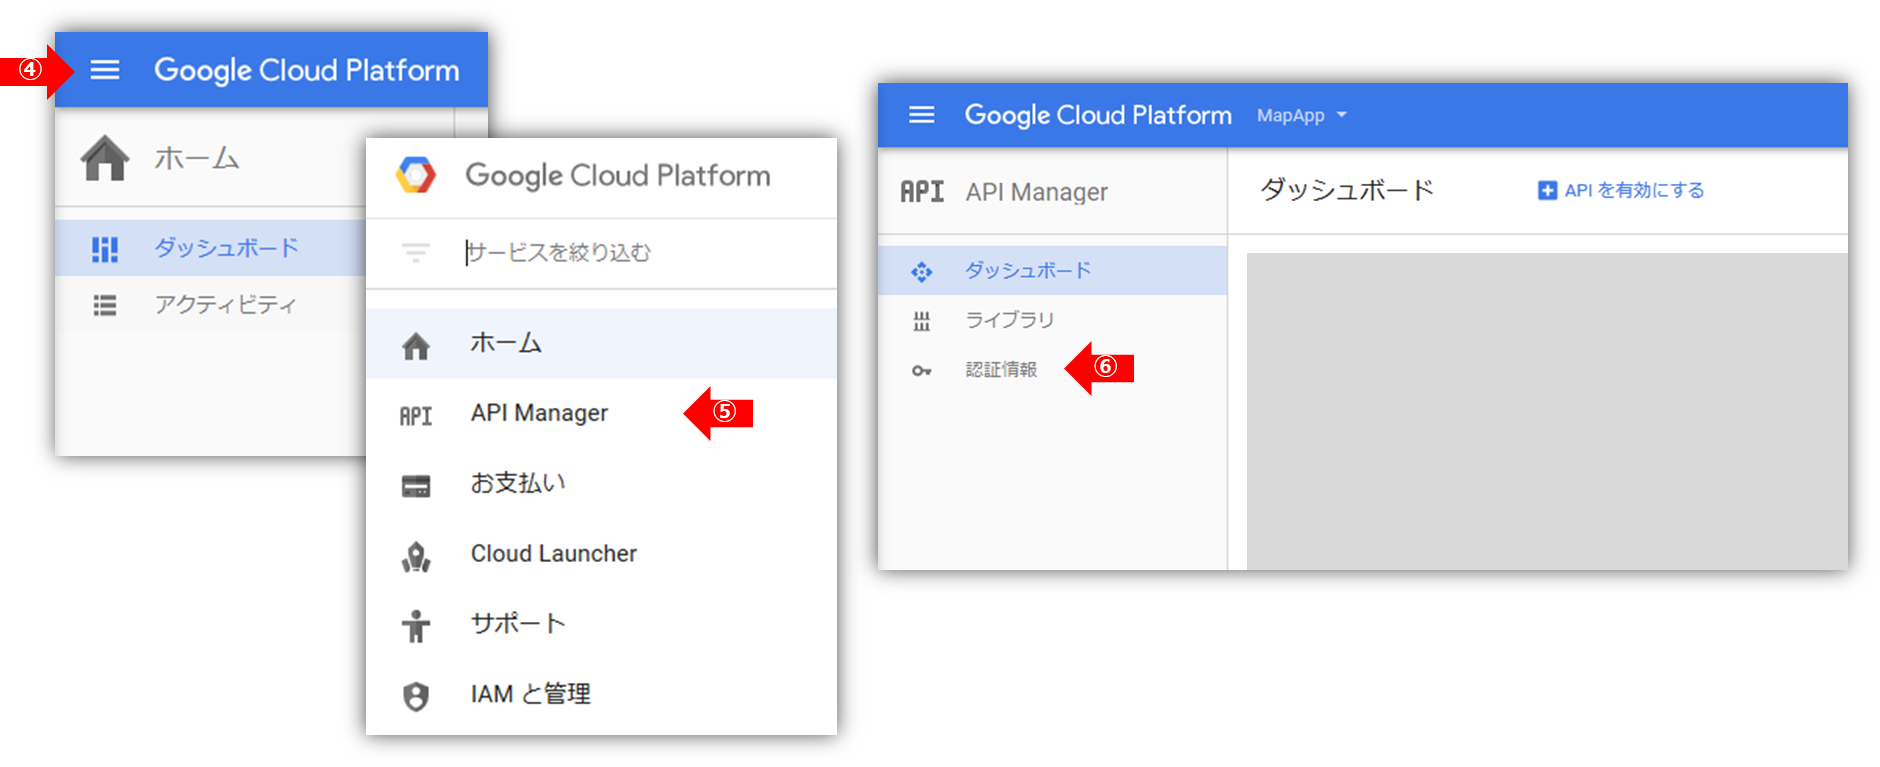 ④
Google Cloud Platform
ホーム
ダッシュボード
アクティビティ
Google Cloud Platform
サービスを絞り込む
ホーム
API API Manager ⑤
お支払い
Cloud Launcher
サポート
IAM と管理
Google Cloud Platform MapApp
API API Manager
ダッシュボード
ライブラリ
認証情報 ⑥
ダッシュボード API を有効にする